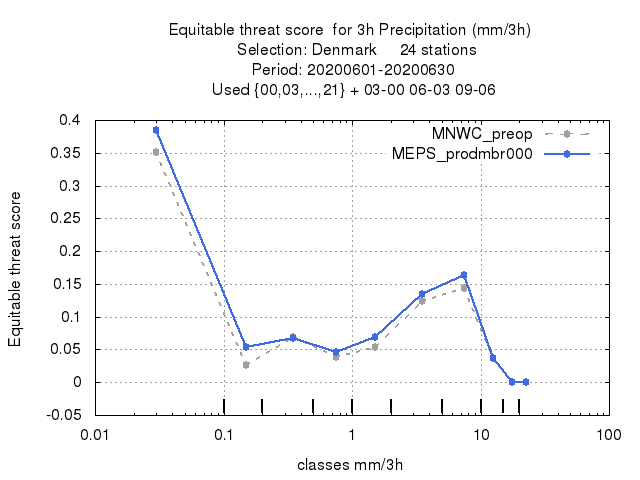 Equitable threat score  for 3h Precipitation (mm/3h)
Selection: Denmark     24 stations
Period: 20200601-20200630
Used {00,03,...,21} + 03-00 06-03 09-06
MNWC_preop
MEPS_prodmbr000
Equitable threat score
0.4
0.35
0.3
0.25
0.2
0.15
0.1
0.05
0
-0.05
0.01 0.1 1 10 100
classes mm/3h